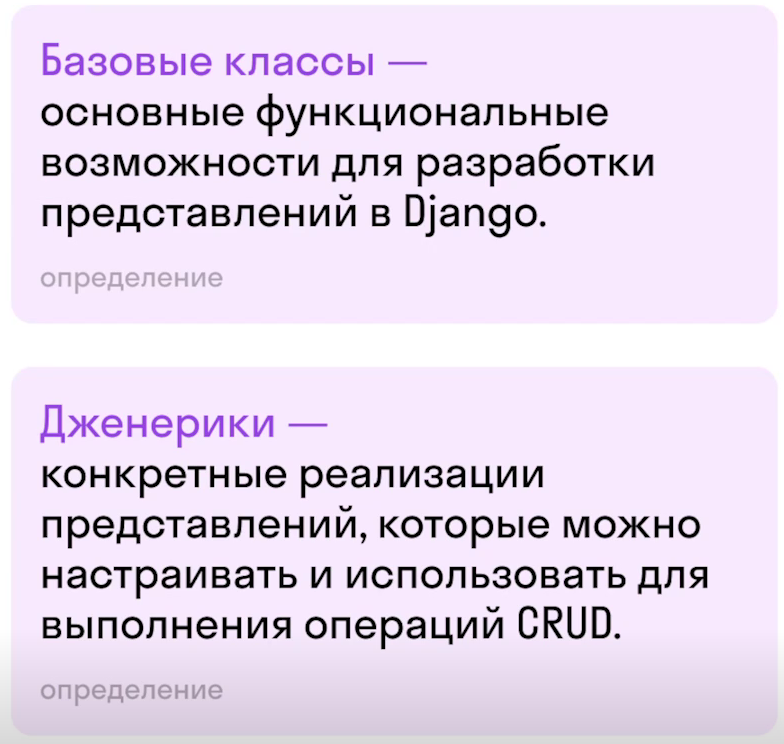 Базовые классы —
основные функциональные
возможности для разработки
представлений в Django.
определение
Дженерики —
конкретные реализации
представлений, которые можно
настраивать и использовать для
выполнения операций CRUD.
определение